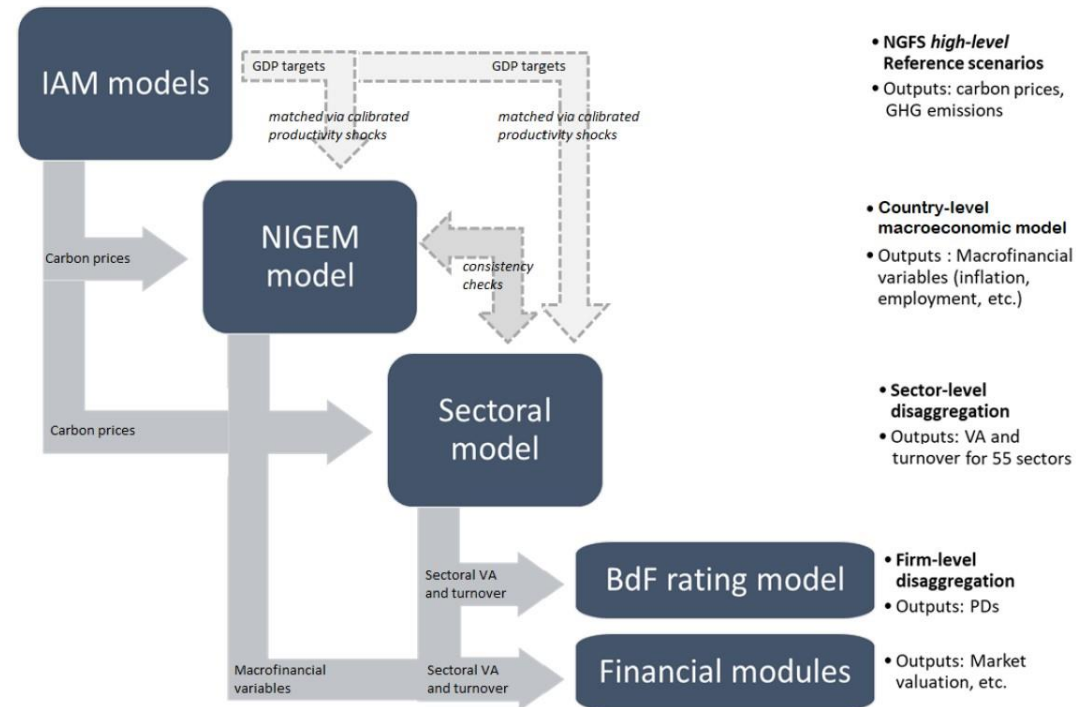 IAM models
GDP targets
GDP targets
matched via calibrated
productivity shocks
matched via calibrated
productivity shocks
• NGFS high-level
Reference scenarios
• Outputs: carbon prices,
GHG emissions
Carbon prices
NIGEM
model
consistency
checks
• Country-level
macroeconomic model
• Outputs : Macrofinancial
variables (inflation,
employment, etc.)
Carbon prices
Sectoral
model
• Sector-level
disaggregation
• Outputs: VA and
turnover for 55 sectors
Sectoral VA
and turnover
BdF rating model
• Firm-level
disaggregation
• Outputs: PDs
Macrofinancial
variables
Sectoral VA
and turnover
Financial modules
• Outputs: Market
valuation, etc.